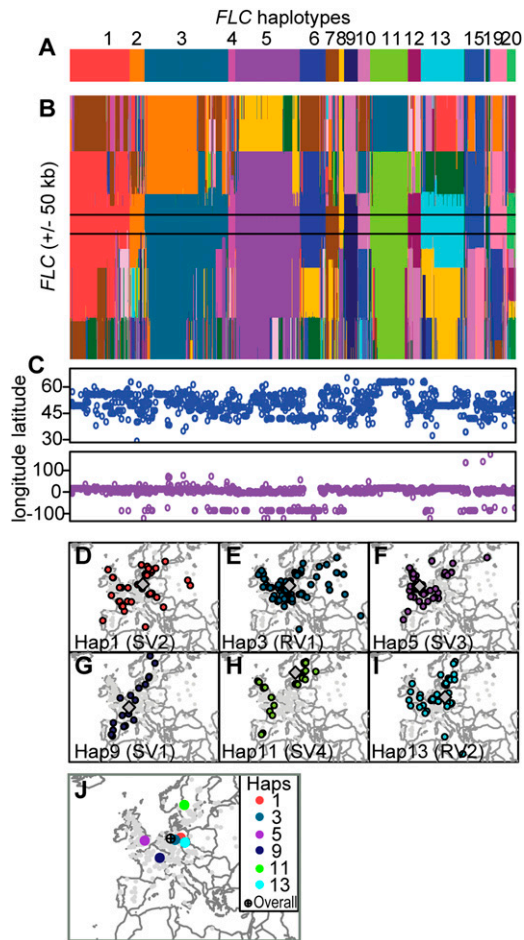 FLC haplotypes
1 2 3 4 5 6 7 8 9 10 11 12 13 15 19 20
A
B
FLC (+/- 50 kb)
C
latitude
60
45
30
longitude
100
0
-100
D
Hap1 (SV2)
E
Hap3 (RV1)
F
Hap5 (SV3)
G
Hap9 (SV1)
H
Hap11 (SV4)
I
Hap13 (RV2)
J
Haps
1
3
5
9
11
13
Overall